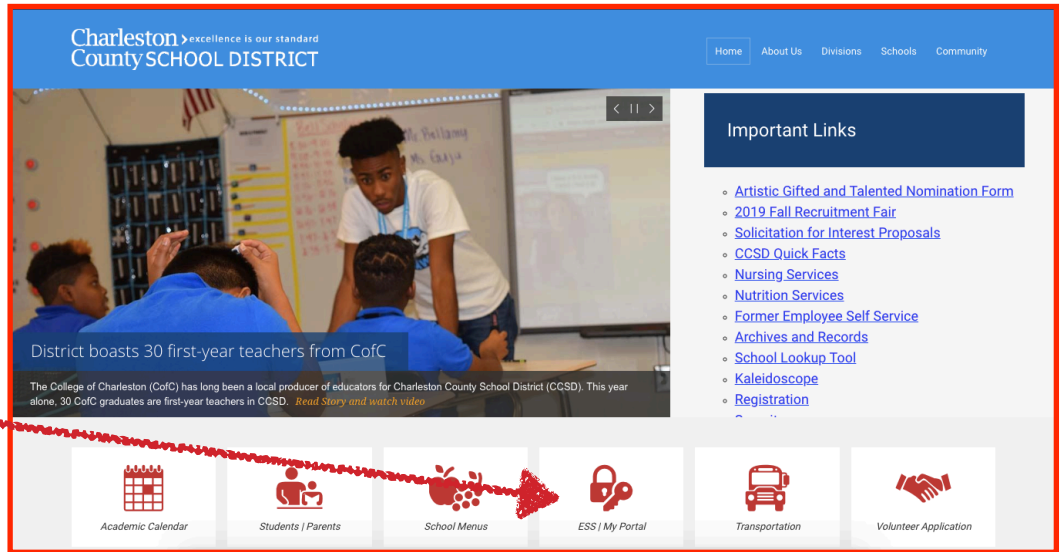 Charleston > excellence is our standard
County SCHOOL DISTRICT
Home About Us Divisions Schools Community
Mr. Bellamy
Important Links
Artistic Gifted and Talented Nomination Form
2019 Fall Recruitment Fair
Solicitation for Interest Proposals
CCSD Quick Facts
Nursing Services
Nutrition Services
Former Employee Self Service
Archives and Records
School Lookup Tool
Kaleidoscope
Registration
District boasts 30 first-year teachers from CofC
The College of Charleston (CofC) has long been a local producer of educators for Charleston County School District (CCSD). This year
alone, 30 CofC graduates are first-year teachers in CCSD. Read Story and watch video
Academic Calendar
Students | Parents
School Menus
ESS | My Portal
Transportation
Volunteer Application